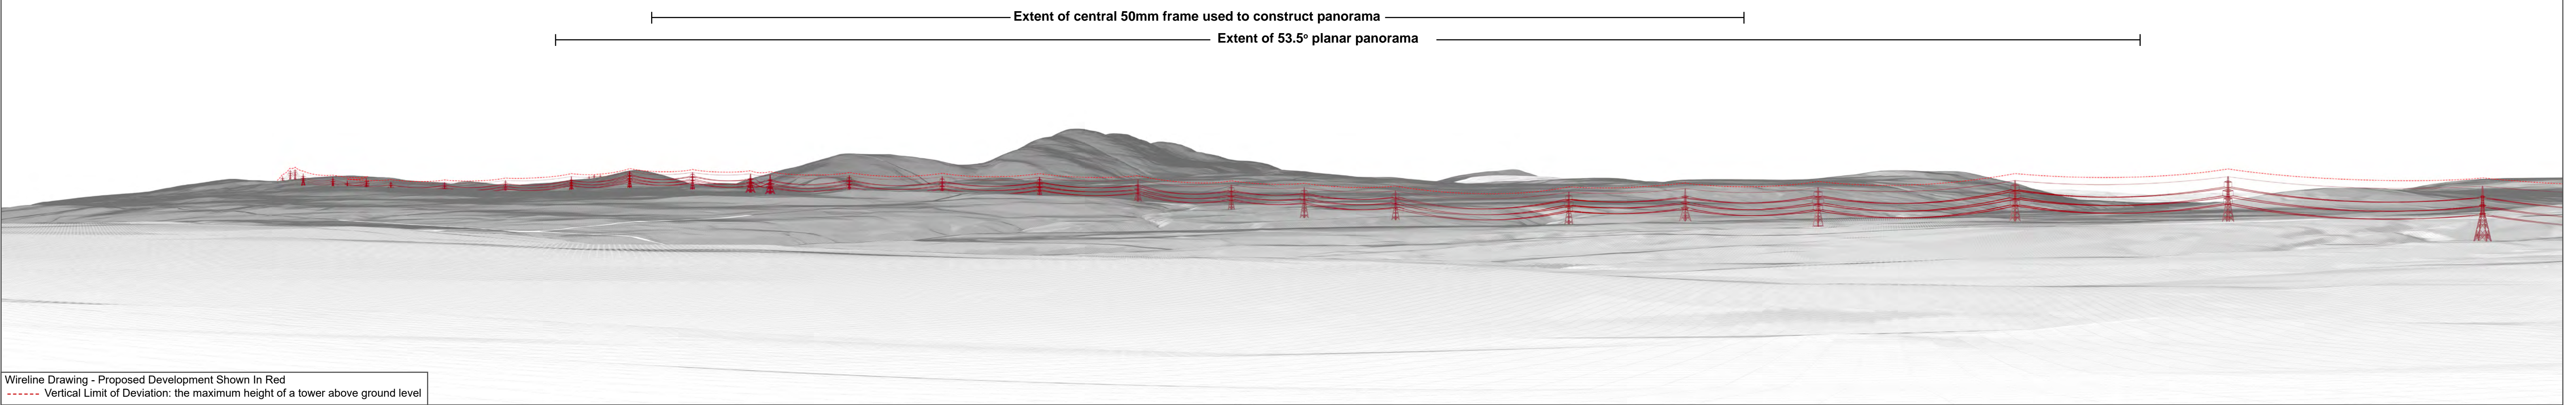 Extent of central 50mm frame used to construct panorama
Extent of 53.5° planar panorama
Wireline Drawing - Proposed Development Shown In Red
Vertical Limit of Deviation: the maximum height of a tower above ground level